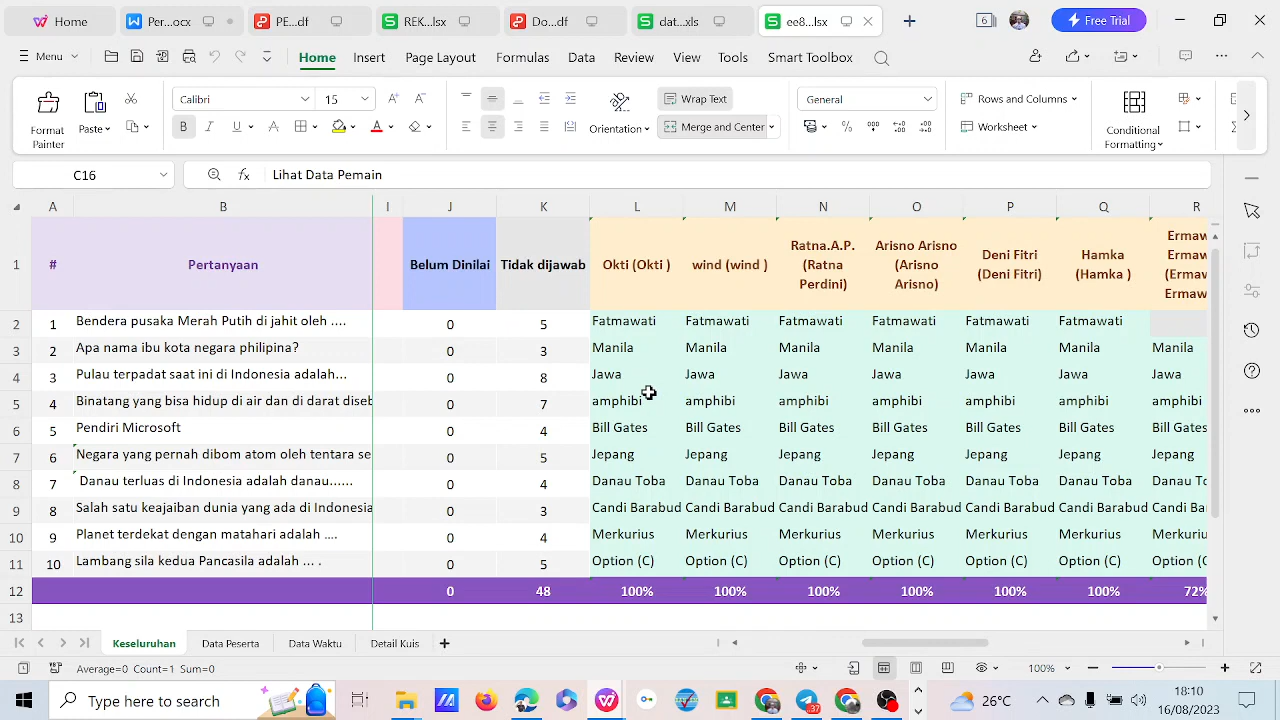 Home po...ocx PE...df REK...lsx Do...df dat...xls ee8...lsx 6 Free Trial
Menu Home Insert Page Layout Formulas Data Review View Tools Smart Toolbox
Format Painter Paste Calibri 15 Orientation Wrap Text Merge and Center General Rows and Columns Worksheet Conditional Formatting
C16 Lihat Data Pemain
A B I J K L M N O P Q R
1 # Pertanyaan Belum Dinilai Tidak dijawab Okti (Okti ) wind (wind ) Ratna.A.P. (Ratna Perdini) Arisno Arisno (Arisno Arisno) Deni Fitri (Deni Fitri) Hamka (Hamka ) Ermaw Ermaw (Ermaw Ermaw
2 1 Bendera pusaka Merah Putih di jahit oleh .... 0 5 Fatmawati Fatmawati Fatmawati Fatmawati Fatmawati Fatmawati
3 2 Apa nama ibu kota negara philipina? 0 3 Manila Manila Manila Manila Manila Manila Manila
4 3 Pulau terpadat saat ini di Indonesia adalah... 0 8 Jawa Jawa Jawa Jawa Jawa Jawa Jawa
5 4 Binatang yang bisa hidup di air dan di darat diseb 0 7 amphibi amphibi amphibi amphibi amphibi amphibi amphibi
6 5 Pendiri Microsoft 0 4 Bill Gates Bill Gates Bill Gates Bill Gates Bill Gates Bill Gates Bill Gates
7 6 Negara yang pernah dibom atom oleh tentara se 0 5 Jepang Jepang Jepang Jepang Jepang Jepang Jepang
8 7 Danau terluas di Indonesia adalah danau...... 0 4 Danau Toba Danau Toba Danau Toba Danau Toba Danau Toba Danau Toba Danau To
9 8 Salah satu keajaiban dunia yang ada di Indonesia 0 3 Candi Barabud Candi Barabud Candi Barabud Candi Barabud Candi Barabud Candi Barabud Candi Ba
10 9 Planet terdekat dengan matahari adalah .... 0 4 Merkurius Merkurius Merkurius Merkurius Merkurius Merkurius Merkurius
11 10 Lambang sila kedua Pancasila adalah ... . 0 5 Option (C) Option (C) Option (C) Option (C) Option (C) Option (C) Option (C)
12 0 48 100% 100% 100% 100% 100% 100% 72%
13
Keseluruhan Data Peserta Data Waktu Detail Kuis
Average=0 Count=1 Sum=0 100%
Type here to search 37 26°C 18:10
16/08/2023